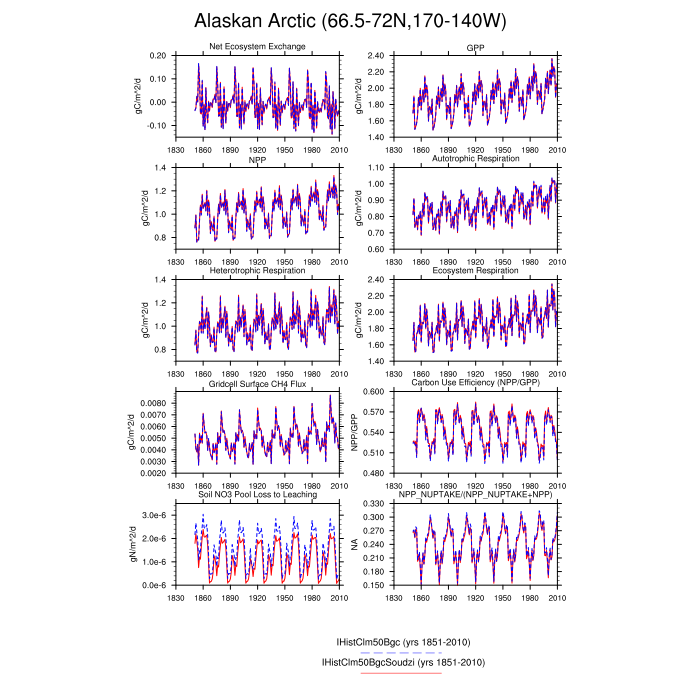 Alaskan Arctic (66.5-72N,170-140W)
Net Ecosystem Exchange
GPP
gC/m^2/d
0.20
0.10
0.00
-0.10
1830 1860 1890 1920 1950 1980 2010
gC/m^2/d
2.40
2.20
2.00
1.80
1.60
1.40
1830 1860 1890 1920 1950 1980 2010
NPP
Autotrophic Respiration
gC/m^2/d
1.4
1.2
1.0
0.8
1830 1860 1890 1920 1950 1980 2010
gC/m^2/d
1.10
1.00
0.90
0.80
0.70
0.60
1830 1860 1890 1920 1950 1980 2010
Heterotrophic Respiration
Ecosystem Respiration
gC/m^2/d
1.4
1.2
1.0
0.8
1830 1860 1890 1920 1950 1980 2010
gC/m^2/d
2.40
2.20
2.00
1.80
1.60
1.40
1830 1860 1890 1920 1950 1980 2010
Gridcell Surface CH4 Flux
Carbon Use Efficiency (NPP/GPP)
gC/m^2/d
0.0080
0.0070
0.0060
0.0050
0.0040
0.0030
0.0020
1830 1860 1890 1920 1950 1980 2010
NPP/GPP
0.600
0.570
0.540
0.510
0.480
1830 1860 1890 1920 1950 1980 2010
Soil NO3 Pool Loss to Leaching
NPP_NUPTAKE/(NPP_NUPTAKE+NPP)
gN/m^2/d
3.0e-6
2.0e-6
1.0e-6
0.0e-6
1830 1860 1890 1920 1950 1980 2010
NA
0.330
0.300
0.270
0.240
0.210
0.180
0.150
1830 1860 1890 1920 1950 1980 2010
IHistClm50Bgc (yrs 1851-2010)
IHistClm50BgcSoudzi (yrs 1851-2010)